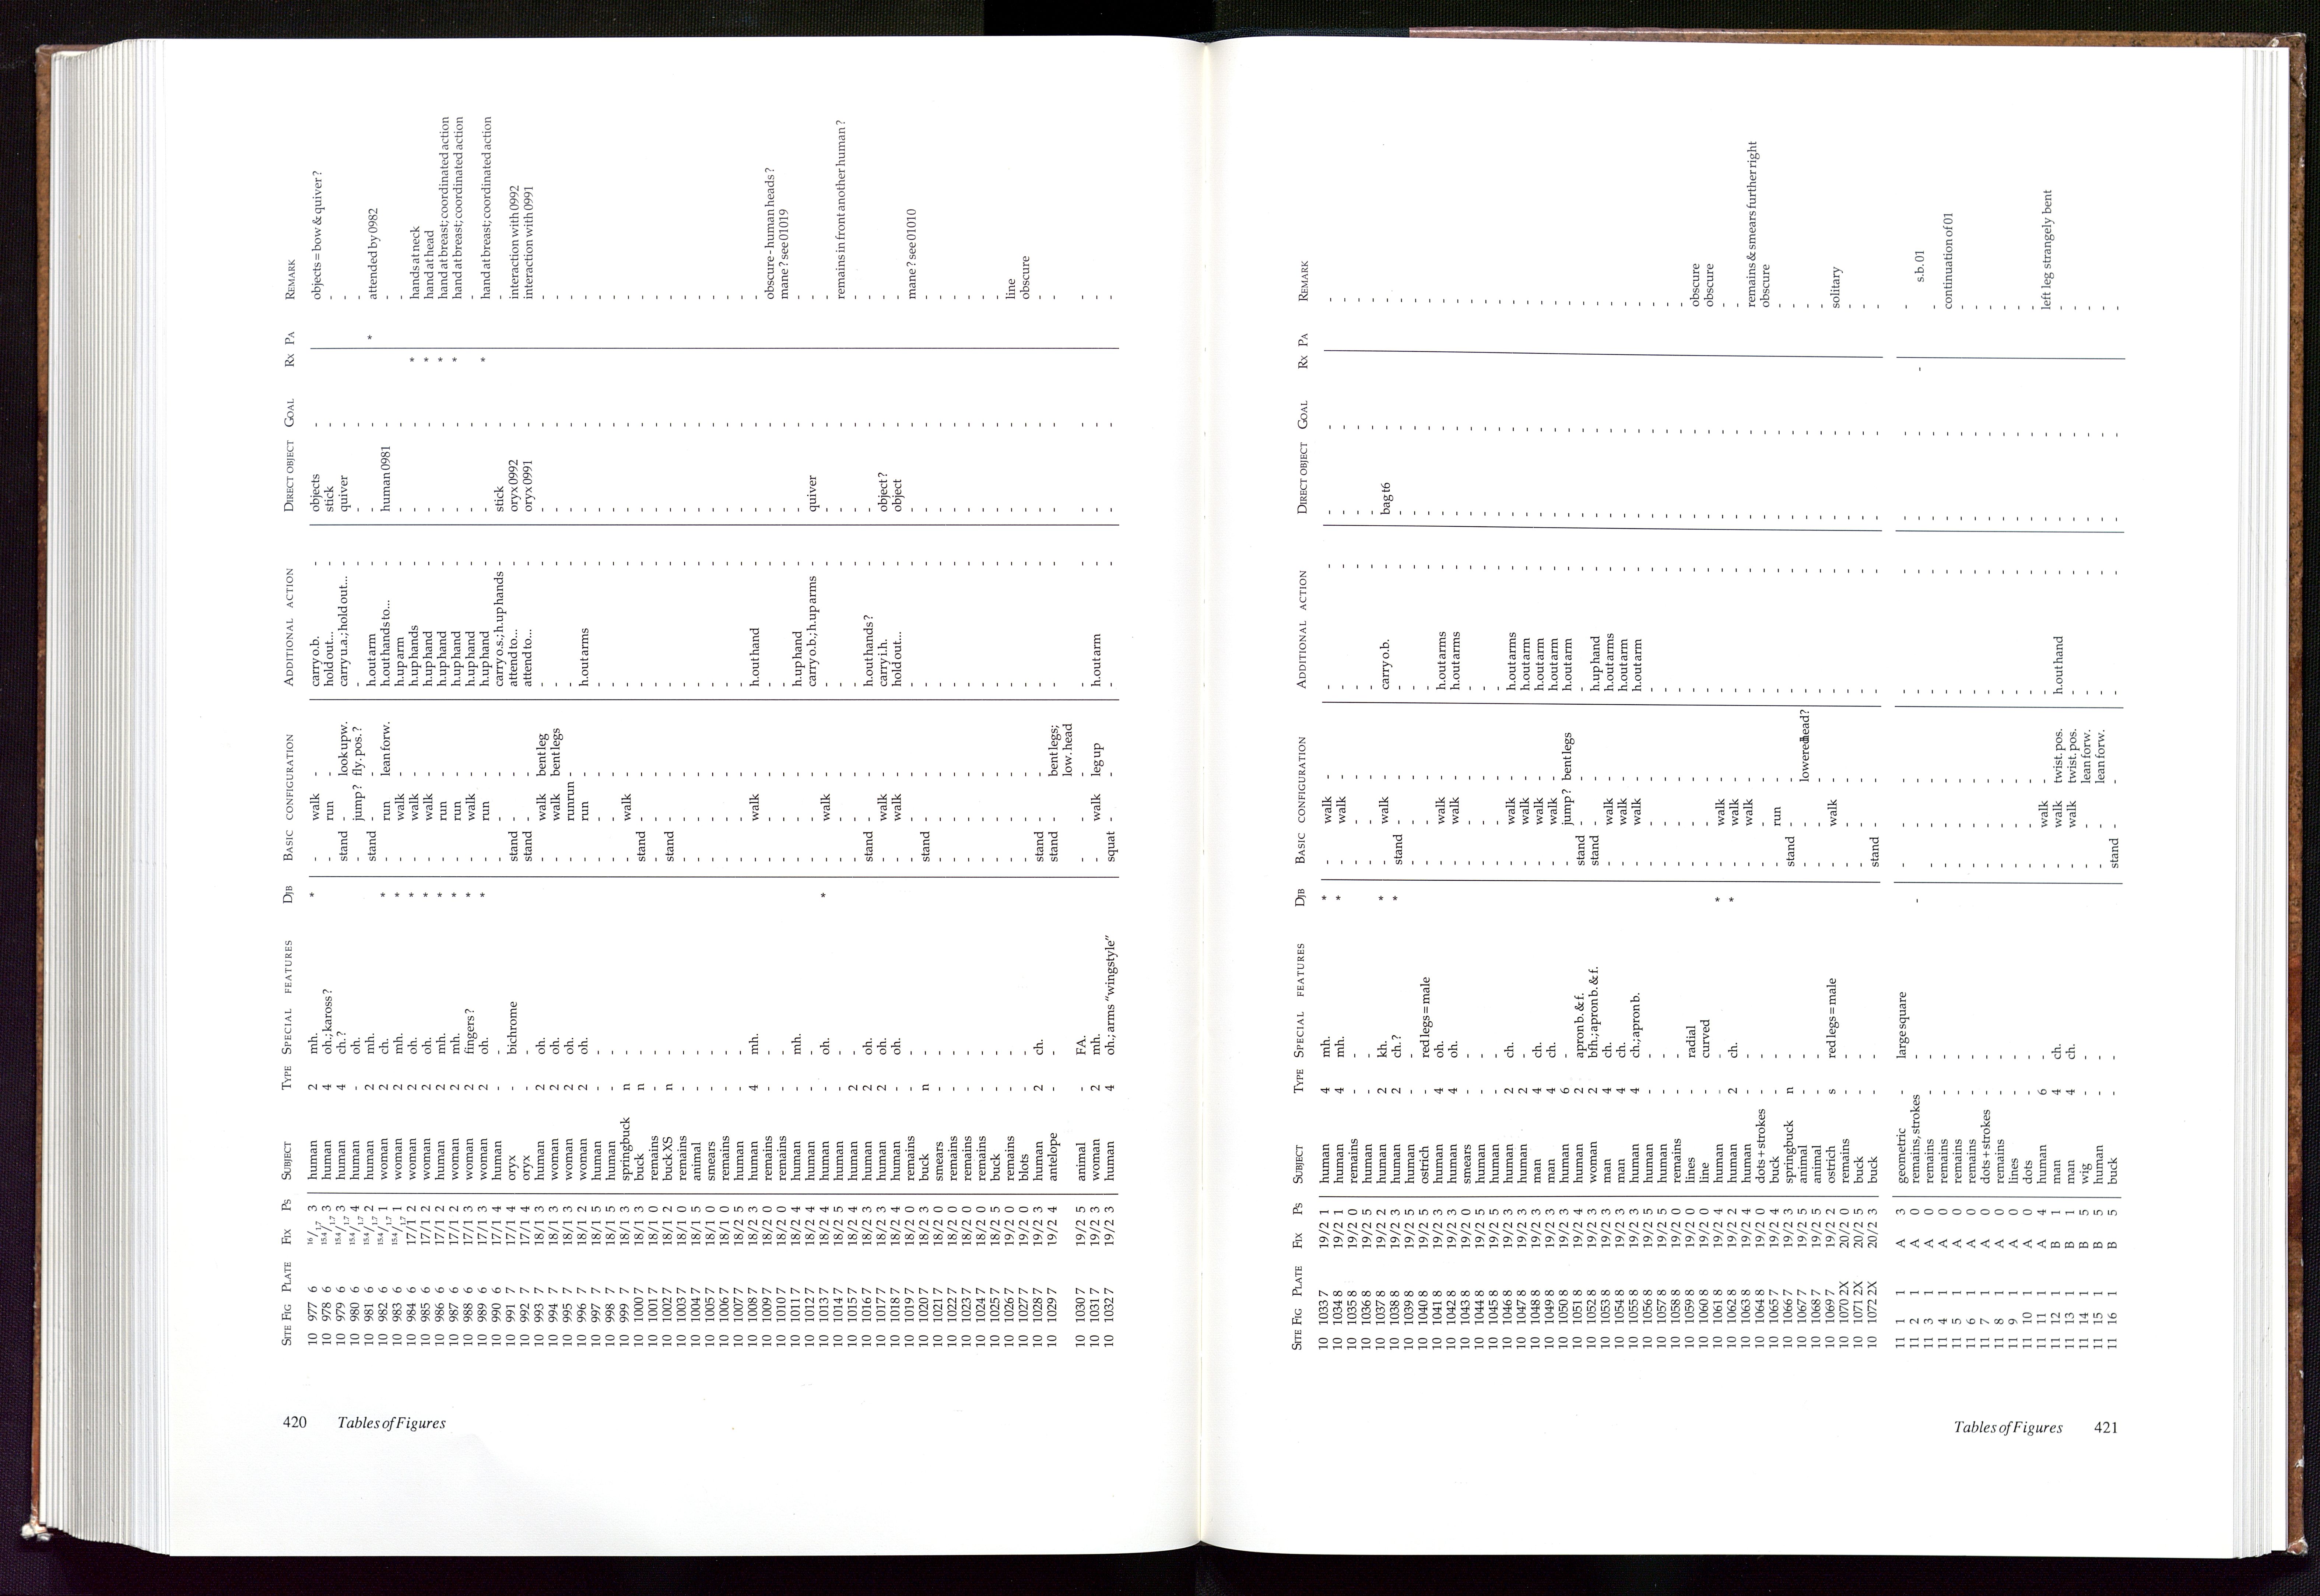 420 Tables of Figures
SITE FIG PLATE FIX PS SUBJECT TYPE SPECIAL FEATURES DJB BASIC CONFIGURATION ADDITIONAL ACTION DIRECT OBJECT GOAL RX PA REMARK
10 977 6 16/1,7 3 human 2 mh. * - walk - carry o.b. - objects - objects = bow & quiver ?
10 978 6 15.4/1,7 3 human 4 oh.; kaross ? - run - hold out... - stick - -
10 979 6 15.4/1,7 3 human 4 ch. ? stand - look upw. carry u.a.; hold out... - quiver - -
10 980 6 15.4/1,7 4 human - oh. - jump ? fly. pos. ? - - - - -
10 981 6 15.4/1,7 2 human 2 mh. stand - - h.out arm - - - * attended by 0982
10 982 6 15.4/1,7 1 woman 2 ch. * - run lean forw. h.out hands to... - human 0981 - -
10 983 6 15.4/1,7 1 woman 2 mh. * - walk - h.up arm - - - -
10 984 6 17/1 2 woman 2 oh. * - walk - h.up hands - - - * hands at neck
10 985 6 17/1 2 woman 2 oh. * - walk - h.up hand - - - * hand at head
10 986 6 17/1 2 human 2 mh. * - run - h.up hand - - - * hand at breast; coordinated action
10 987 6 17/1 2 woman 2 mh. * - run - h.up hand - - - * hand at breast; coordinated action
10 988 6 17/1 3 woman 2 fingers ? * - walk - h.up hand - - - -
10 989 6 17/1 3 woman 2 oh. * - run - h.up hand - - - * hand at breast; coordinated action
10 990 6 17/1 4 human - - - - - carry o.s.; h.up hands - stick - -
10 991 7 17/1 4 oryx - bichrome stand - - attend to... - oryx 0992 - interaction with 0992
10 992 7 17/1 4 oryx - - stand - - attend to... - oryx 0991 - interaction with 0991
10 993 7 18/1 3 human 2 oh. - walk bent leg - - - - -
10 994 7 18/1 3 woman 2 oh. - walk bent legs - - - - -
10 995 7 18/1 3 woman 2 oh. - runrun - - - - - -
10 996 7 18/1 2 woman 2 oh. - run - h.out arms - - - -
10 997 7 18/1 5 human - - - - - - - - - -
10 998 7 18/1 5 human - - - - - - - - - -
10 999 7 18/1 3 springbuck n - - walk - - - - - -
10 1000 7 18/1 3 buck n - stand - - - - - - -
10 1001 7 18/1 0 remains - - - - - - - - - -
10 1002 7 18/1 2 buck XS n - stand - - - - - - -
10 1003 7 18/1 0 remains - - - - - - - - - -
10 1004 7 18/1 5 animal - - - - - - - - - -
10 1005 7 18/1 0 smears - - - - - - - - - -
10 1006 7 18/1 0 remains - - - - - - - - - -
10 1007 7 18/2 5 human - - - - - - - - - -
10 1008 7 18/2 3 human 4 mh. - walk - h.out hand - - - -
10 1009 7 18/2 0 remains - - - - - - - - - obscure - human heads ?
10 1010 7 18/2 0 remains - - - - - - - - - mane ? see 01019
10 1011 7 18/2 4 human - mh. - - - h.up hand - - - -
10 1012 7 18/2 4 human - - - - - carry o.b.; h.up arms - quiver - -
10 1013 7 18/2 4 human - oh. * - walk - - - - - -
10 1014 7 18/2 5 human - - - - - - - - - remains in front another human ?
10 1015 7 18/2 4 human 2 - - - - - - - - -
10 1016 7 18/2 3 human 2 oh. stand - - h.out hands ? - - - -
10 1017 7 18/2 3 human 2 oh. - walk - carry i.h. - object ? - -
10 1018 7 18/2 4 human - oh. - walk - hold out... - object - -
10 1019 7 18/2 0 remains - - - - - - - - - mane ? see 01010
10 1020 7 18/2 3 buck n - stand - - - - - - -
10 1021 7 18/2 0 smears - - - - - - - - - -
10 1022 7 18/2 0 remains - - - - - - - - - -
10 1023 7 18/2 0 remains - - - - - - - - - -
10 1024 7 18/2 0 remains - - - - - - - - - -
10 1025 7 18/2 5 buck - - - - - - - - - -
10 1026 7 19/2 0 remains - - - - - - - - - line
10 1027 7 19/2 0 blots - - - - - - - - - obscure
10 1028 7 19/2 3 human 2 ch. stand - - - - - - -
10 1029 7 19/2 4 antelope - - stand - bent legs; - - - - -
low. head
10 1030 7 19/2 5 animal - FA. - - - - - - - -
10 1031 7 19/2 3 woman 2 mh. - walk leg up h.out arm - - - -
10 1032 7 19/2 3 human 4 oh.; arms "wingstyle" squat - - - - - - -
SITE FIG PLATE FIX PS SUBJECT TYPE SPECIAL FEATURES DJB BASIC CONFIGURATION ADDITIONAL ACTION DIRECT OBJECT GOAL RX PA REMARK
10 1033 7 19/2 1 human 4 mh. * - walk - - - - - -
10 1034 8 19/2 1 human 4 mh. * - walk - - - - - -
10 1035 8 19/2 0 remains - - - - - - - - - -
10 1036 8 19/2 5 human - - - - - - - - - -
10 1037 8 19/2 2 human 2 kh. * - walk - carry o.b. - bag t6 - -
10 1038 8 19/2 3 human 2 ch. ? * stand - - - - - - -
10 1039 8 19/2 5 human - - - - - - - - - -
10 1040 8 19/2 5 ostrich - red legs = male - - - - - - - -
10 1041 8 19/2 3 human 4 oh. - walk - h.out arms - - - -
10 1042 8 19/2 3 human 4 oh. - walk - h.out arms - - - -
10 1043 8 19/2 0 smears - - - - - - - - - -
10 1044 8 19/2 5 human - - - - - - - - - -
10 1045 8 19/2 5 human - - - - - - - - - -
10 1046 8 19/2 3 human 2 ch. - walk - h.out arms - - - -
10 1047 8 19/2 3 human 2 - - walk - h.out arm - - - -
10 1048 8 19/2 3 man 4 ch. - walk - h.out arm - - - -
10 1049 8 19/2 3 man 4 ch. - walk - h.out arm - - - -
10 1050 8 19/2 3 human 6 - - jump ? bent legs h.out arm - - - -
10 1051 8 19/2 4 human 2 apron b. & f. stand - - - - - - -
10 1052 8 19/2 3 woman 2 bfh.; apron b. & f. stand - - h.up hand - - - -
10 1053 8 19/2 3 man 4 ch. - walk - h.out arms - - - -
10 1054 8 19/2 3 man 4 ch. - walk - h.out arm - - - -
10 1055 8 19/2 3 human 4 ch.; apron b. - walk - h.out arm - - - -
10 1056 8 19/2 5 human - - - - - - - - - -
10 1057 8 19/2 5 human - - - - - - - - - -
10 1058 8 19/2 0 remains - - - - - - - - - -
10 1059 8 19/2 0 lines - radial - - - - - - - obscure
10 1060 8 19/2 0 line - curved - - - - - - - obscure
10 1061 8 19/2 4 human - - * - walk - - - - - -
10 1062 8 19/2 2 human 2 ch. * - walk - - - - - -
10 1063 8 19/2 4 human - - - walk - - - - - remains & smears further right
10 1064 8 19/2 0 dots + strokes - - - - - - - - - obscure
10 1065 7 19/2 4 buck - - - run - - - - - -
10 1066 7 19/2 3 springbuck n - stand - - - - - - -
10 1067 7 19/2 5 animal - - - - lowered head? - - - - -
10 1068 7 19/2 5 animal - - - - - - - - - -
10 1069 7 19/2 2 ostrich s red legs = male - walk - - - - - solitary
10 1070 2X 20/2 0 remains - - - - - - - - - -
10 1071 2X 20/2 5 buck - - - - - - - - - -
10 1072 2X 20/2 3 buck - - stand - - - - - - -
11 1 1 A 3 geometric - large square - - - - - - - -
11 2 1 A 0 remains, strokes - - - - - - - - - - - s.b. 01
11 3 1 A 0 remains - - - - - - - - - -
11 4 1 A 0 remains - - - - - - - - - continuation of 01
11 5 1 A 0 remains - - - - - - - - - -
11 6 1 A 0 remains - - - - - - - - - -
11 7 1 A 0 dots + strokes - - - - - - - - - -
11 8 1 A 0 remains - - - - - - - - - -
11 9 1 A 0 lines - - - - - - - - - -
11 10 1 A 0 dots - - - - - - - - - -
11 11 1 A 4 human 6 - - walk - - - - - left leg strangely bent
11 12 1 B 1 man 4 ch. - walk twist. pos. h.out hand - - - -
11 13 1 B 1 man 4 ch. - walk twist. pos. - - - - -
11 14 1 B 5 wig - - - - lean forw. - - - - -
11 15 1 B 5 human - - - - lean forw. - - - - -
11 16 1 B 5 buck - - stand - - - - - - -
Tables of Figures 421